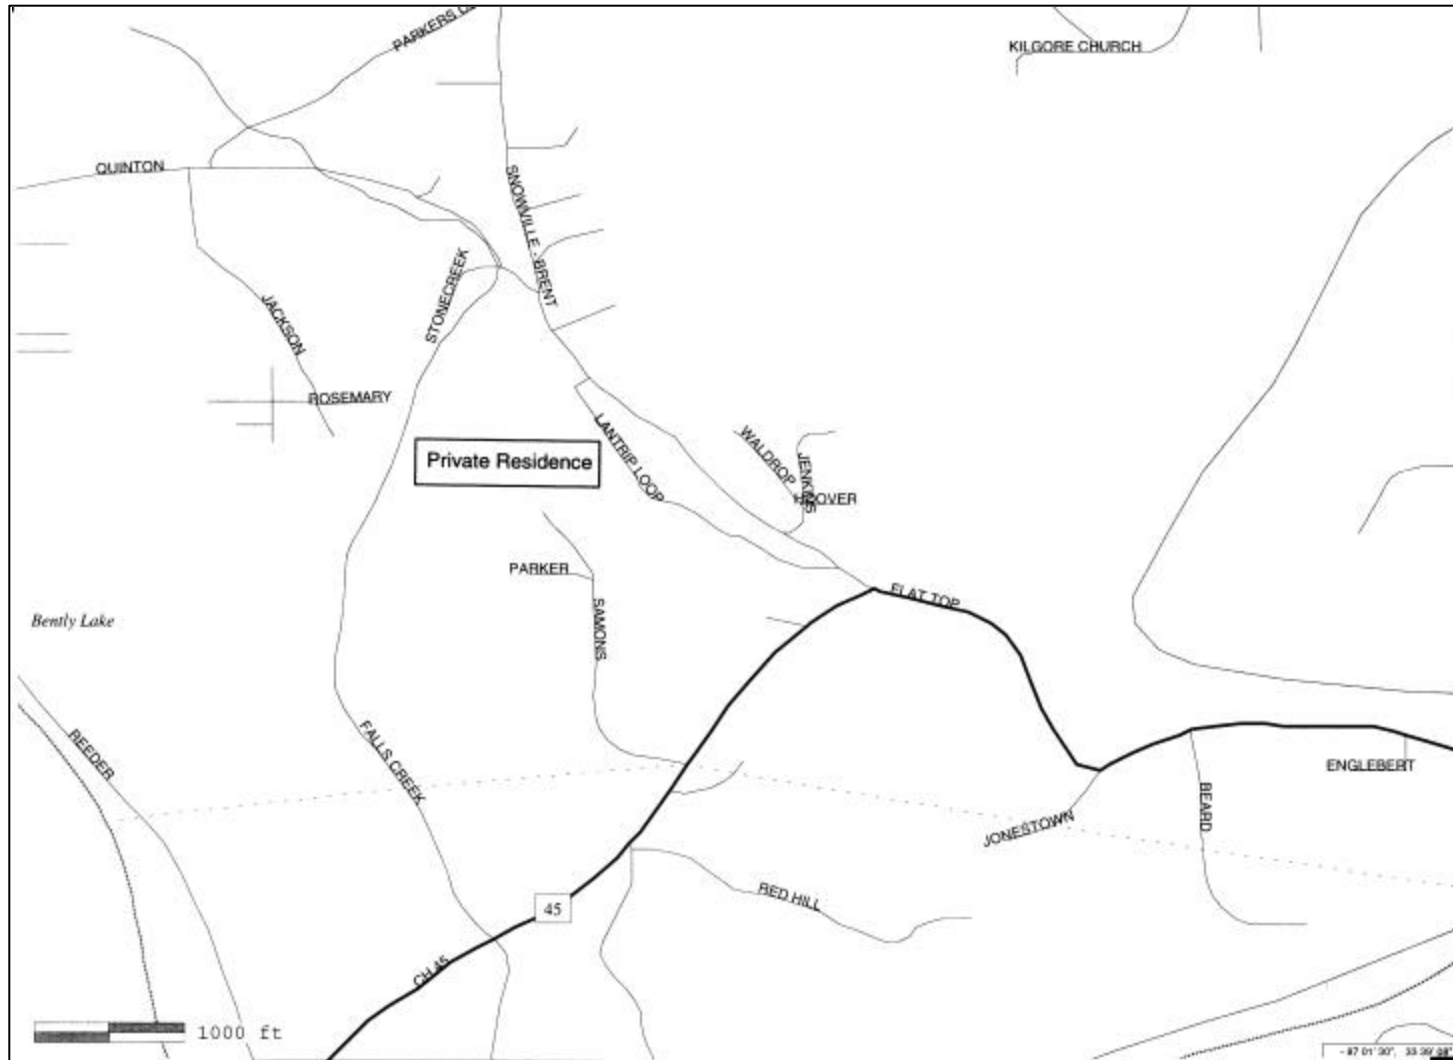 PARKERS
KILGORE CHURCH
QUINTON
SNOWVILLE - BRENT
STONECREEK
JACKSON
ROSEMARY
Private Residence
LANTRIP LOOP
WALDROP
JENKINS
HOOVER
PARKER
SAMONS
FLAT TOP
Bently Lake
REEDER
FALLS CREEK
ENGLEBERT
BEARD
JONESTOWN
RED HILL
45
CH 45
1000 ft